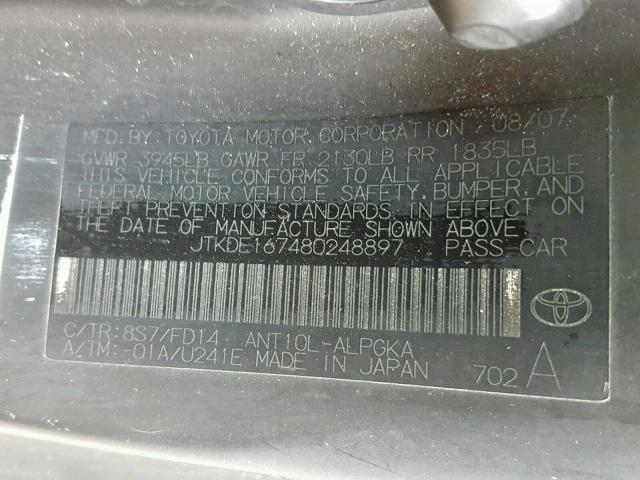 MFD.BY TOYOTA MOTOR CORPORATION 08/07
GVWR 3945LB GAWR FR 2130LB RR 1835LB
THIS VEHICLE CONFORMS TO ALL APPLICABLE
FEDERAL MOTOR VEHICLE SAFETY, BUMPER, AND
THEFT PREVENTION STANDARDS IN EFFECT ON
THE DATE OF MANUFACTURE SHOWN ABOVE.
JTKDE167480248897 PASS.CAR
C/TR:8S7/FD14 ANT10L-ALPGKA
A/TM:-01A/U241E MADE IN JAPAN 702 A